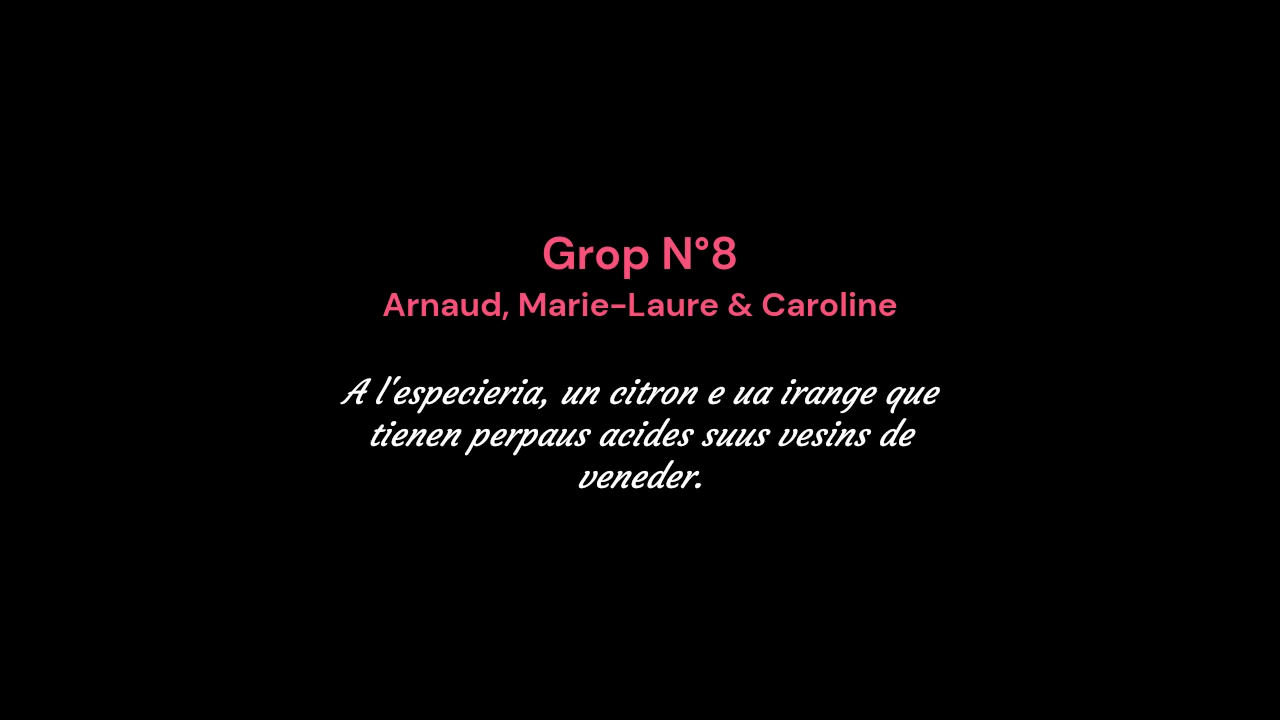 Grop N°8
Arnaud, Marie-Laure & Caroline
A l'especieria, un citron e ua irange que
tienen perpaus acides suus vesins de
veneder.